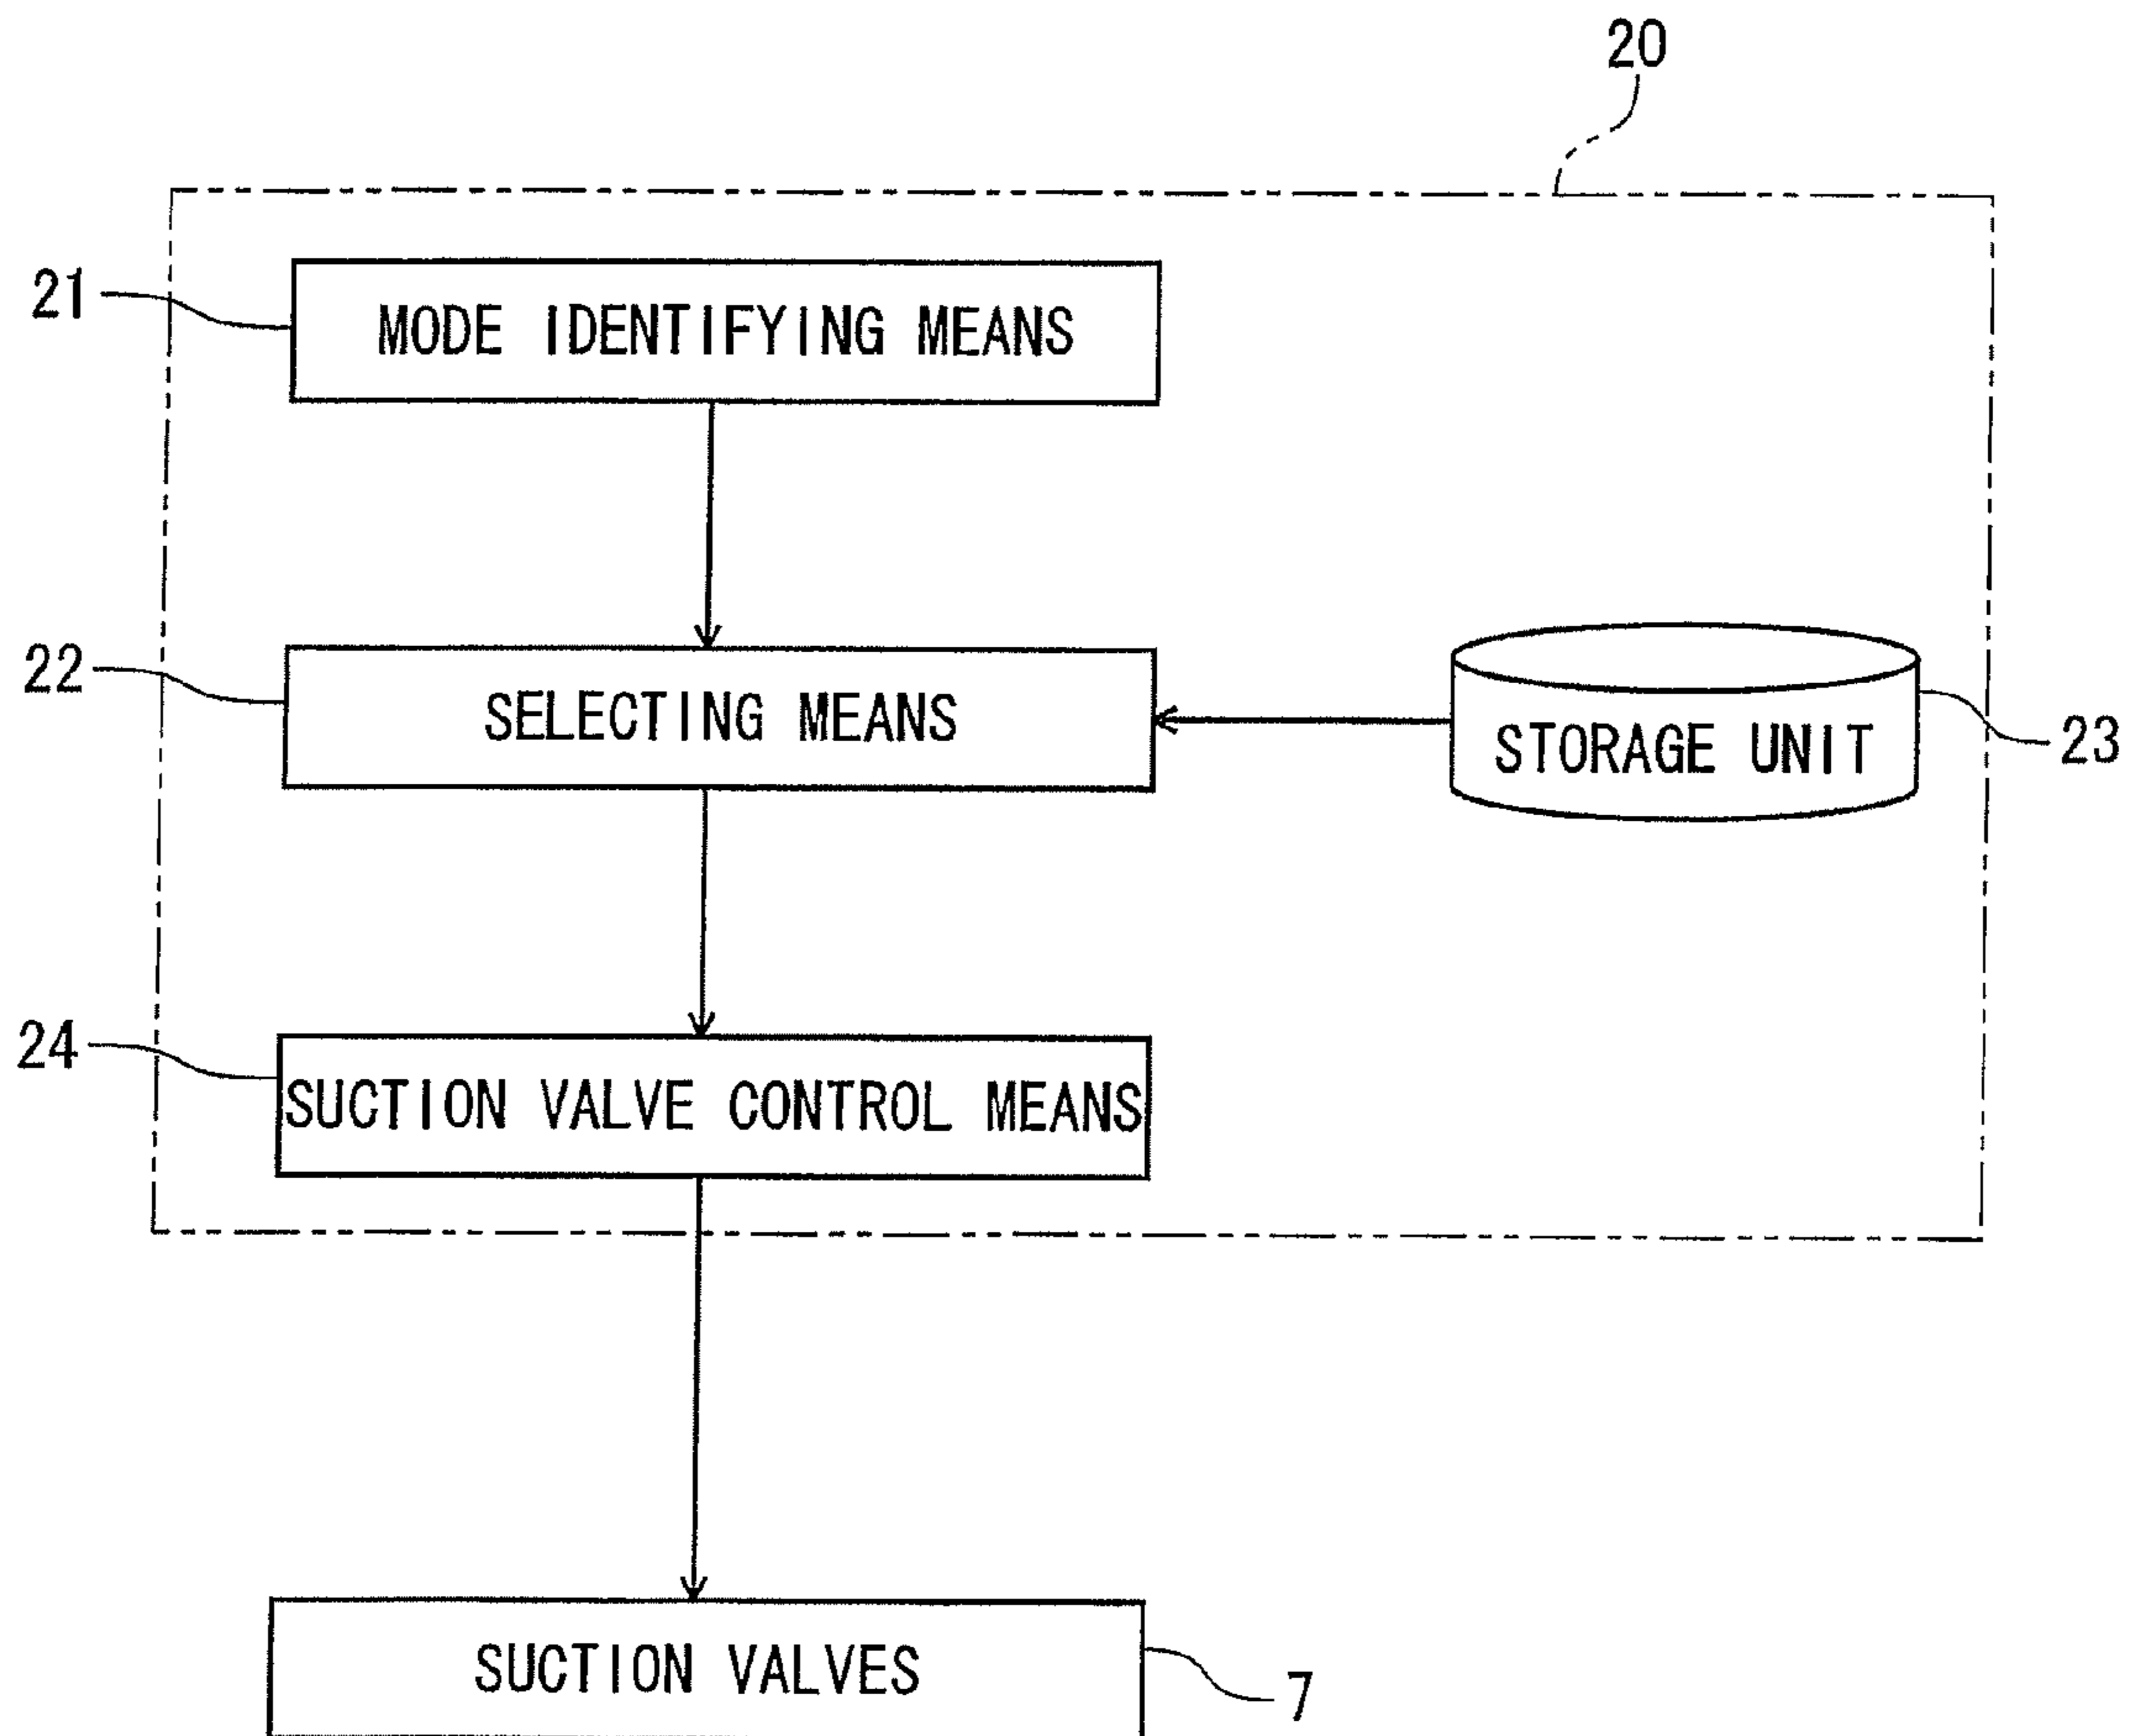 20
21
MODE IDENTIFYING MEANS
22
SELECTING MEANS
STORAGE UNIT
23
24
SUCTION VALVE CONTROL MEANS
SUCTION VALVES
7